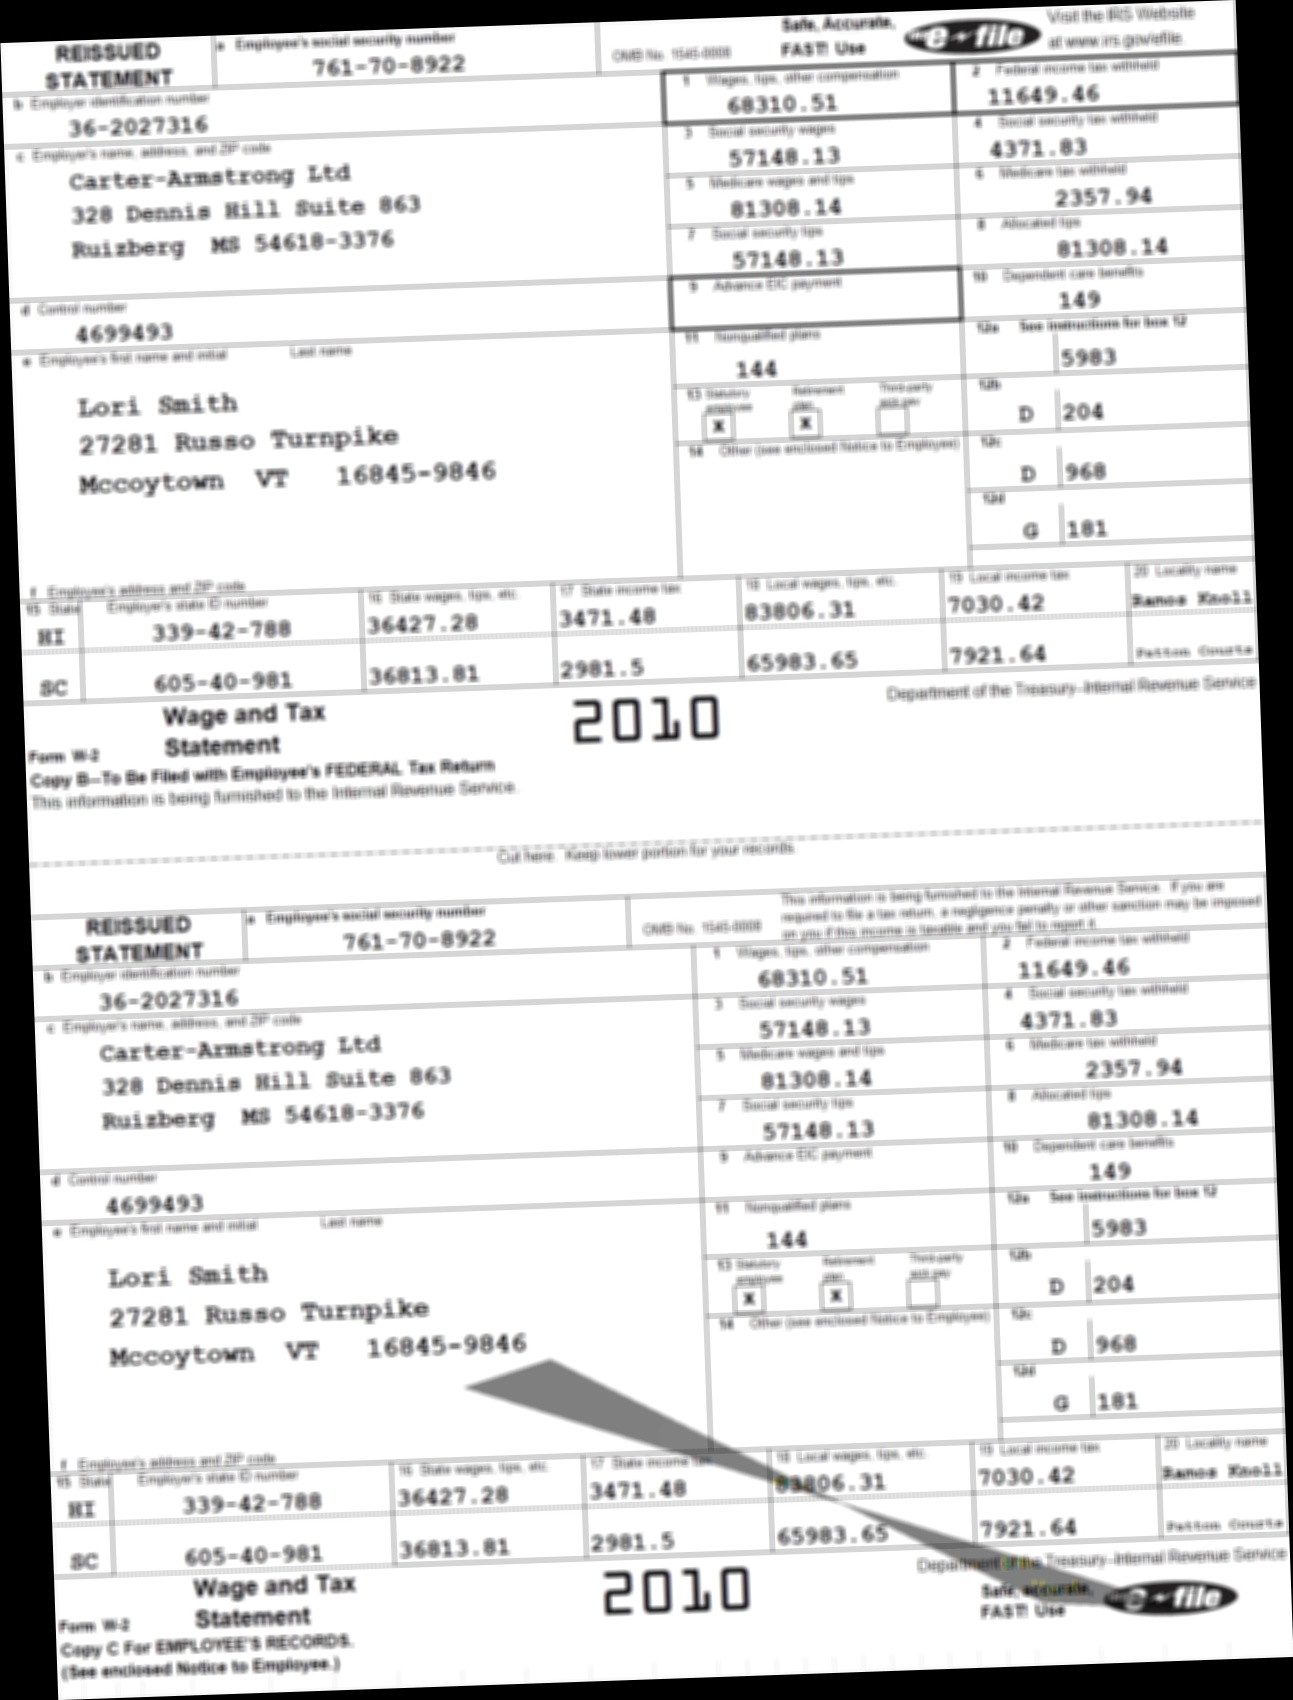 REISSUED STATEMENT
a Employee's social security number
761-70-8922
OMB No. 1545-0008
Safe, Accurate, FAST! Use
e file
Visit the IRS Website at www.irs.gov/efile.
b Employer identification number
36-2027316
1 Wages, tips, other compensation
68310.51
2 Federal income tax withheld
11649.46
c Employer's name, address, and ZIP code
Carter-Armstrong Ltd
328 Dennis Hill Suite 863
Ruizberg MS 54618-3376
3 Social security wages
57148.13
4 Social security tax withheld
4371.83
5 Medicare wages and tips
81308.14
6 Medicare tax withheld
2357.94
7 Social security tips
57148.13
8 Allocated tips
81308.14
d Control number
4699493
9 Advance EIC payment
10 Dependent care benefits
149
e Employee's first name and initial Last name
Lori Smith
27281 Russo Turnpike
Mccoytown VT 16845-9846
11 Nonqualified plans
144
12a See instructions for box 12
5983
13 Statutory employee Retirement plan Third-party sick pay
X X
12b
D 204
14 Other (see enclosed Notice to Employee)
12c
D 968
12d
G 181
f Employee's address and ZIP code
15 State Employer's state ID number 16 State wages, tips, etc. 17 State income tax 18 Local wages, tips, etc. 19 Local income tax 20 Locality name
HI 339-42-788 36427.28 3471.48 83806.31 7030.42 Ramos Knoll
SC 605-40-981 36813.81 2981.5 65983.65 7921.64 Patton Courts
Wage and Tax
Form W-2 Statement
2010
Department of the Treasury-Internal Revenue Service
Copy B-To Be Filed with Employee's FEDERAL Tax Return
This information is being furnished to the Internal Revenue Service.
Cut here. Keep lower portion for your records.
REISSUED STATEMENT
a Employee's social security number
761-70-8922
OMB No. 1545-0008
This information is being furnished to the Internal Revenue Service. If you are
required to file a tax return, a negligence penalty or other sanction may be imposed
on you if this income is taxable and you fail to report it.
b Employer identification number
36-2027316
1 Wages, tips, other compensation
68310.51
2 Federal income tax withheld
11649.46
c Employer's name, address, and ZIP code
Carter-Armstrong Ltd
328 Dennis Hill Suite 863
Ruizberg MS 54618-3376
3 Social security wages
57148.13
4 Social security tax withheld
4371.83
5 Medicare wages and tips
81308.14
6 Medicare tax withheld
2357.94
7 Social security tips
57148.13
8 Allocated tips
81308.14
d Control number
4699493
9 Advance EIC payment
10 Dependent care benefits
149
e Employee's first name and initial Last name
Lori Smith
27281 Russo Turnpike
Mccoytown VT 16845-9846
11 Nonqualified plans
144
12a See instructions for box 12
5983
13 Statutory employee Retirement plan Third-party sick pay
X X
12b
D 204
14 Other (see enclosed Notice to Employee)
12c
D 968
12d
G 181
f Employee's address and ZIP code
15 State Employer's state ID number 16 State wages, tips, etc. 17 State income tax 18 Local wages, tips, etc. 19 Local income tax 20 Locality name
HI 339-42-788 36427.28 3471.48 83806.31 7030.42 Ramos Knoll
SC 605-40-981 36813.81 2981.5 65983.65 7921.64 Patton Courts
Wage and Tax
Form W-2 Statement
2010
Department of the Treasury-Internal Revenue Service
Safe, accurate, FAST! Use
e file
Copy C For EMPLOYEE'S RECORDS.
(See enclosed Notice to Employee.)